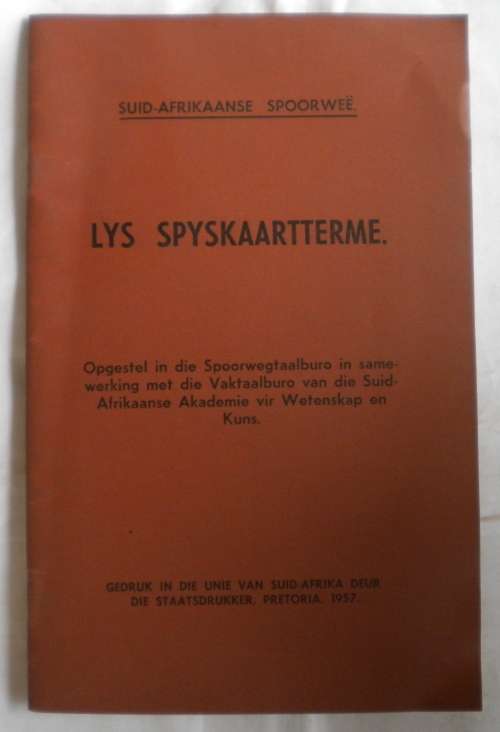 SUID-AFRIKAANSE SPOORWEË.
LYS SPYSKAARTTERME.
Opgestel in die Spoorwegtaalburo in same-
werking met die Vaktaalburo van die Suid-
Afrikaanse Akademie vir Wetenskap en
Kuns.
GEDRUK IN DIE UNIE VAN SUID-AFRIKA DEUR
DIE STAATSDRUKKER, PRETORIA. 1957.